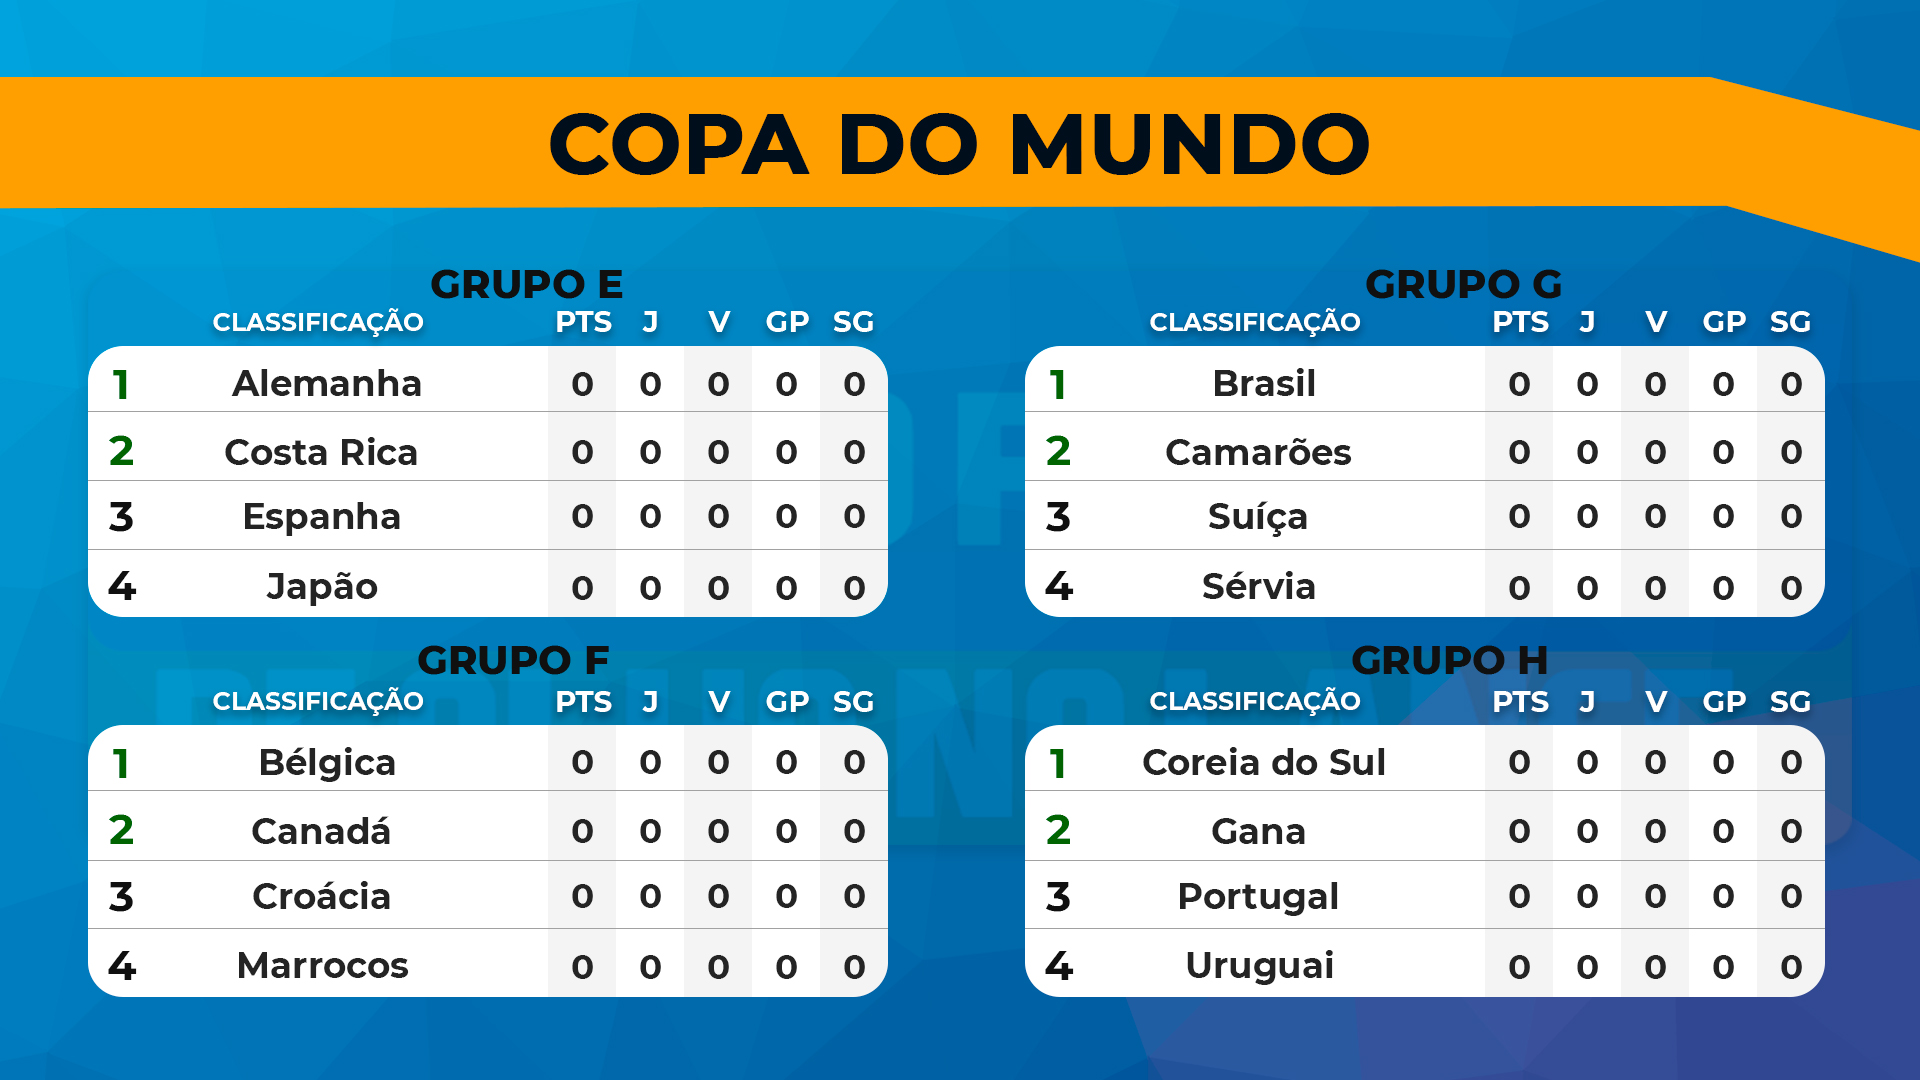 COPA DO MUNDO
GRUPO E
CLASSIFICAÇÃO PTS J V GP SG
1 Alemanha 0 0 0 0 0
2 Costa Rica 0 0 0 0 0
3 Espanha 0 0 0 0 0
4 Japão 0 0 0 0 0
GRUPO F
CLASSIFICAÇÃO PTS J V GP SG
1 Bélgica 0 0 0 0 0
2 Canadá 0 0 0 0 0
3 Croácia 0 0 0 0 0
4 Marrocos 0 0 0 0 0
GRUPO G
CLASSIFICAÇÃO PTS J V GP SG
1 Brasil 0 0 0 0 0
2 Camarões 0 0 0 0 0
3 Suíça 0 0 0 0 0
4 Sérvia 0 0 0 0 0
GRUPO H
CLASSIFICAÇÃO PTS J V GP SG
1 Coreia do Sul 0 0 0 0 0
2 Gana 0 0 0 0 0
3 Portugal 0 0 0 0 0
4 Uruguai 0 0 0 0 0